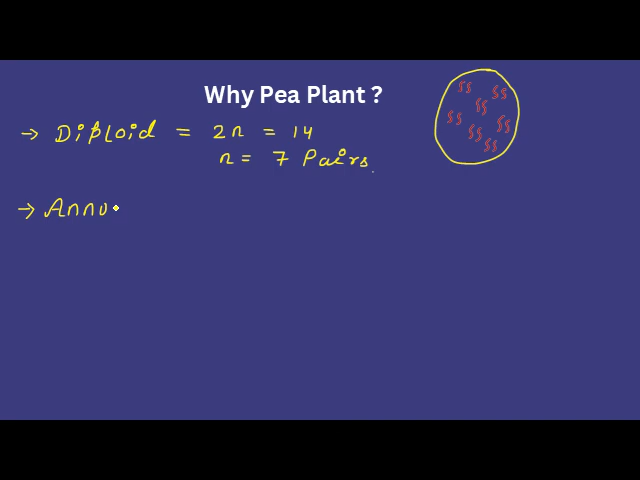 Why Pea Plant ?
→ Diploid = 2n = 14
n = 7 Pairs
→ Annu